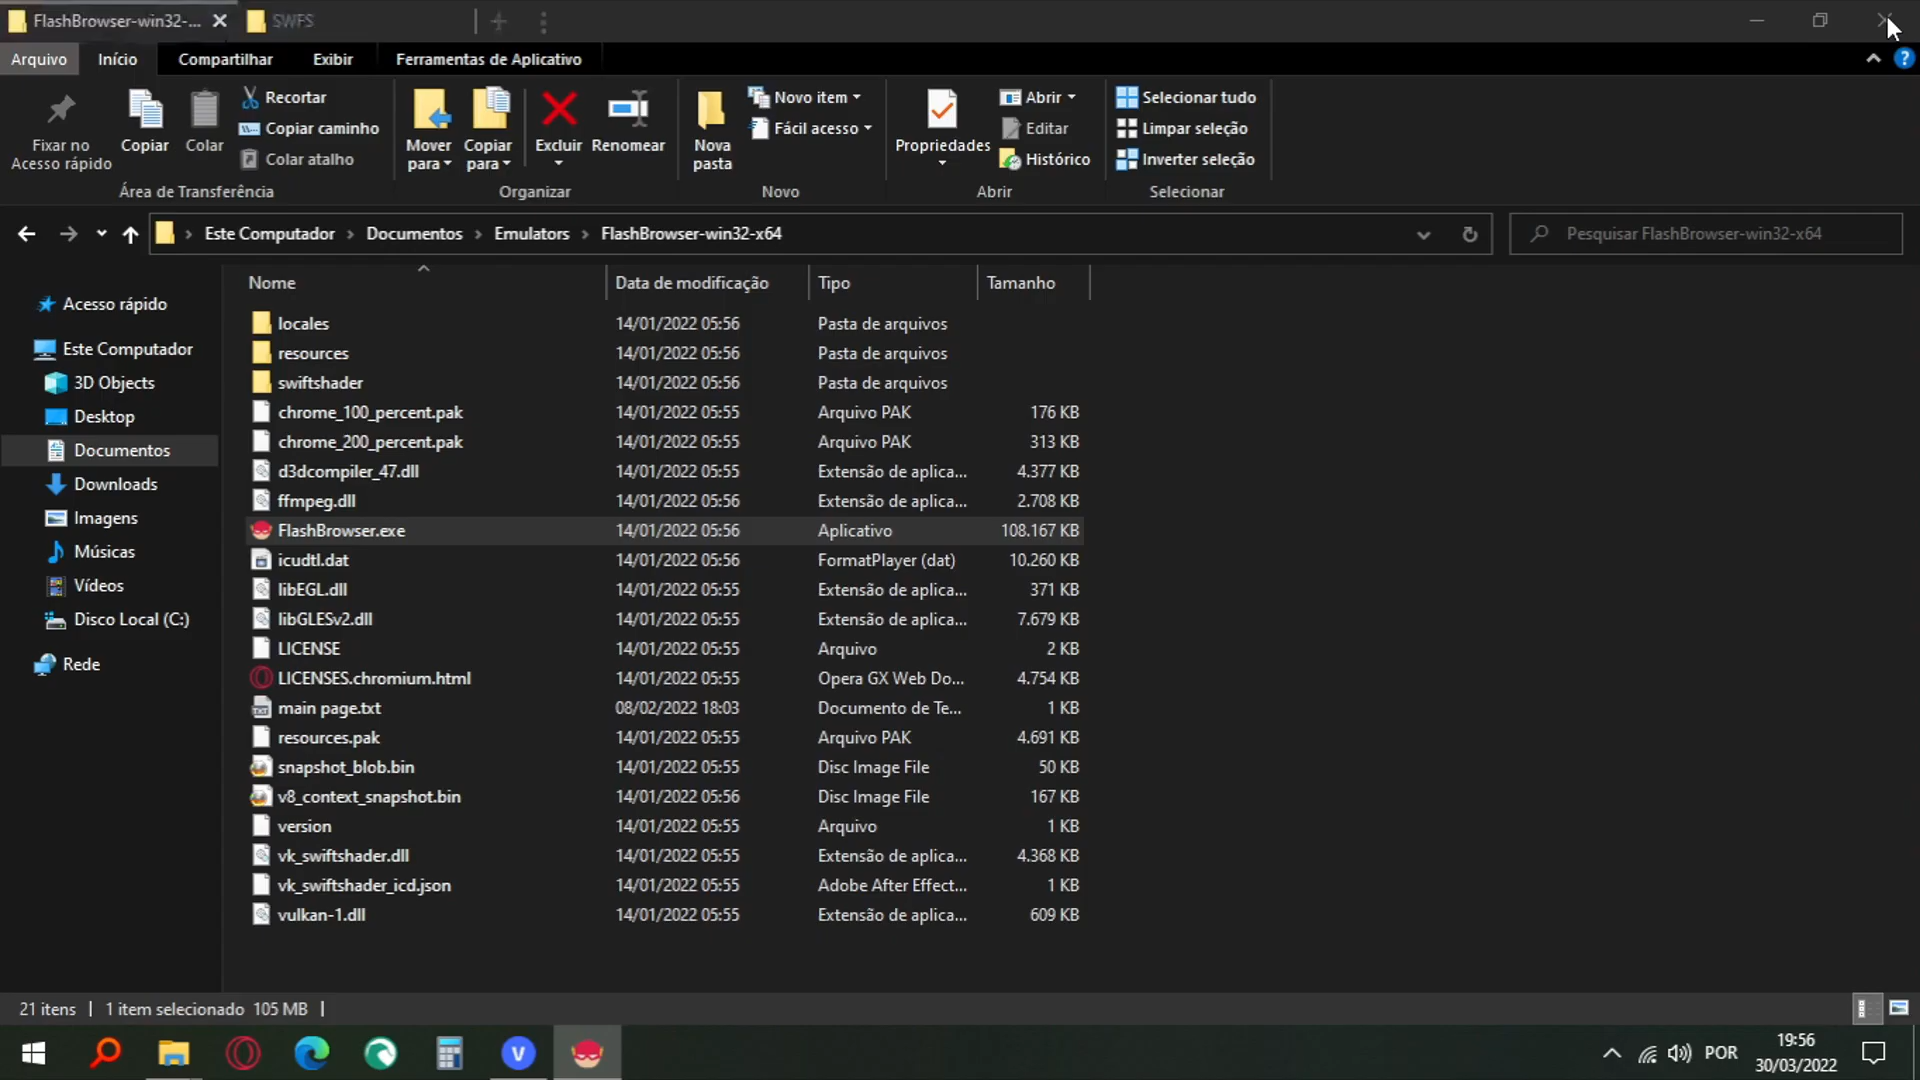 FlashBrowser-win32-...
SWFS
Arquivo
Início
Compartilhar
Exibir
Ferramentas de Aplicativo
Fixar no
Acesso rápido
Copiar
Colar
Recortar
Copiar caminho
Colar atalho
Área de Transferência
Mover
para
Copiar
para
Excluir
Renomear
Organizar
Nova
pasta
Novo item
Fácil acesso
Novo
Propriedades
Abrir
Editar
Histórico
Abrir
Selecionar tudo
Limpar seleção
Inverter seleção
Selecionar
Este Computador > Documentos > Emulators > FlashBrowser-win32-x64
Pesquisar FlashBrowser-win32-x64
Acesso rápido
Este Computador
3D Objects
Desktop
Documentos
Downloads
Imagens
Músicas
Vídeos
Disco Local (C:)
Rede
Nome Data de modificação Tipo Tamanho
locales 14/01/2022 05:56 Pasta de arquivos
resources 14/01/2022 05:56 Pasta de arquivos
swiftshader 14/01/2022 05:56 Pasta de arquivos
chrome_100_percent.pak 14/01/2022 05:55 Arquivo PAK 176 KB
chrome_200_percent.pak 14/01/2022 05:55 Arquivo PAK 313 KB
d3dcompiler_47.dll 14/01/2022 05:55 Extensão de aplica... 4.377 KB
ffmpeg.dll 14/01/2022 05:56 Extensão de aplica... 2.708 KB
FlashBrowser.exe 14/01/2022 05:56 Aplicativo 108.167 KB
icudtl.dat 14/01/2022 05:56 FormatPlayer (dat) 10.260 KB
libEGL.dll 14/01/2022 05:55 Extensão de aplica... 371 KB
libGLESv2.dll 14/01/2022 05:55 Extensão de aplica... 7.679 KB
LICENSE 14/01/2022 05:55 Arquivo 2 KB
LICENSES.chromium.html 14/01/2022 05:55 Opera GX Web Do... 4.754 KB
main page.txt 08/02/2022 18:03 Documento de Te... 1 KB
resources.pak 14/01/2022 05:55 Arquivo PAK 4.691 KB
snapshot_blob.bin 14/01/2022 05:55 Disc Image File 50 KB
v8_context_snapshot.bin 14/01/2022 05:56 Disc Image File 167 KB
version 14/01/2022 05:55 Arquivo 1 KB
vk_swiftshader.dll 14/01/2022 05:55 Extensão de aplica... 4.368 KB
vk_swiftshader_icd.json 14/01/2022 05:55 Adobe After Effect... 1 KB
vulkan-1.dll 14/01/2022 05:55 Extensão de aplica... 609 KB
21 itens | 1 item selecionado 105 MB |
POR
19:56
30/03/2022